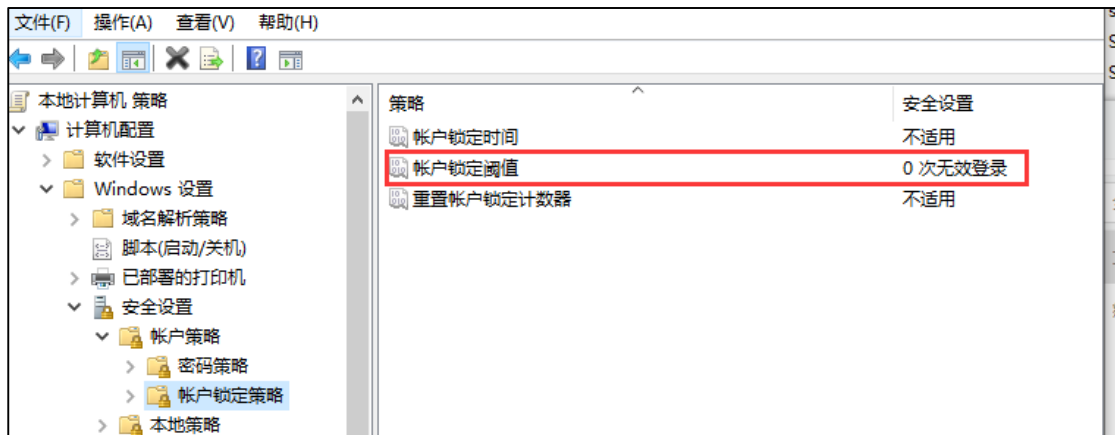 文件(F) 操作(A) 查看(V) 帮助(H)
本地计算机 策略
计算机配置
软件设置
Windows 设置
域名解析策略
脚本(启动/关机)
已部署的打印机
安全设置
帐户策略
密码策略
帐户锁定策略
本地策略
策略 安全设置
帐户锁定时间 不适用
帐户锁定阈值 0 次无效登录
重置帐户锁定计数器 不适用